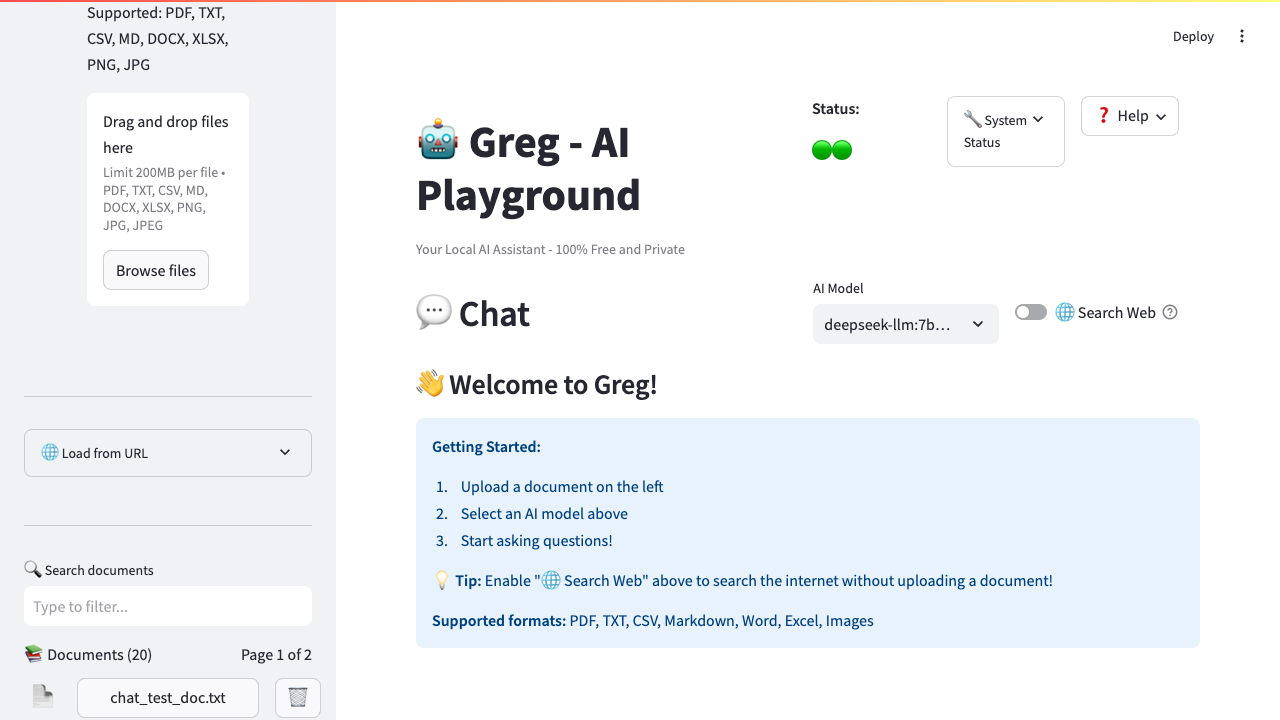 Supported: PDF, TXT,
CSV, MD, DOCX, XLSX,
PNG, JPG
Drag and drop files
here
Limit 200MB per file •
PDF, TXT, CSV, MD,
DOCX, XLSX, PNG,
JPG, JPEG
Browse files
Load from URL
Search documents
Type to filter...
Documents (20)
Page 1 of 2
chat_test_doc.txt
Deploy
Greg - AI
Playground
Your Local AI Assistant - 100% Free and Private
Status:
System
Status
Help
Chat
AI Model
deepseek-llm:7b…
Search Web
Welcome to Greg!
Getting Started:
1. Upload a document on the left
2. Select an AI model above
3. Start asking questions!
Tip: Enable "🌐 Search Web" above to search the internet without uploading a document!
Supported formats: PDF, TXT, CSV, Markdown, Word, Excel, Images